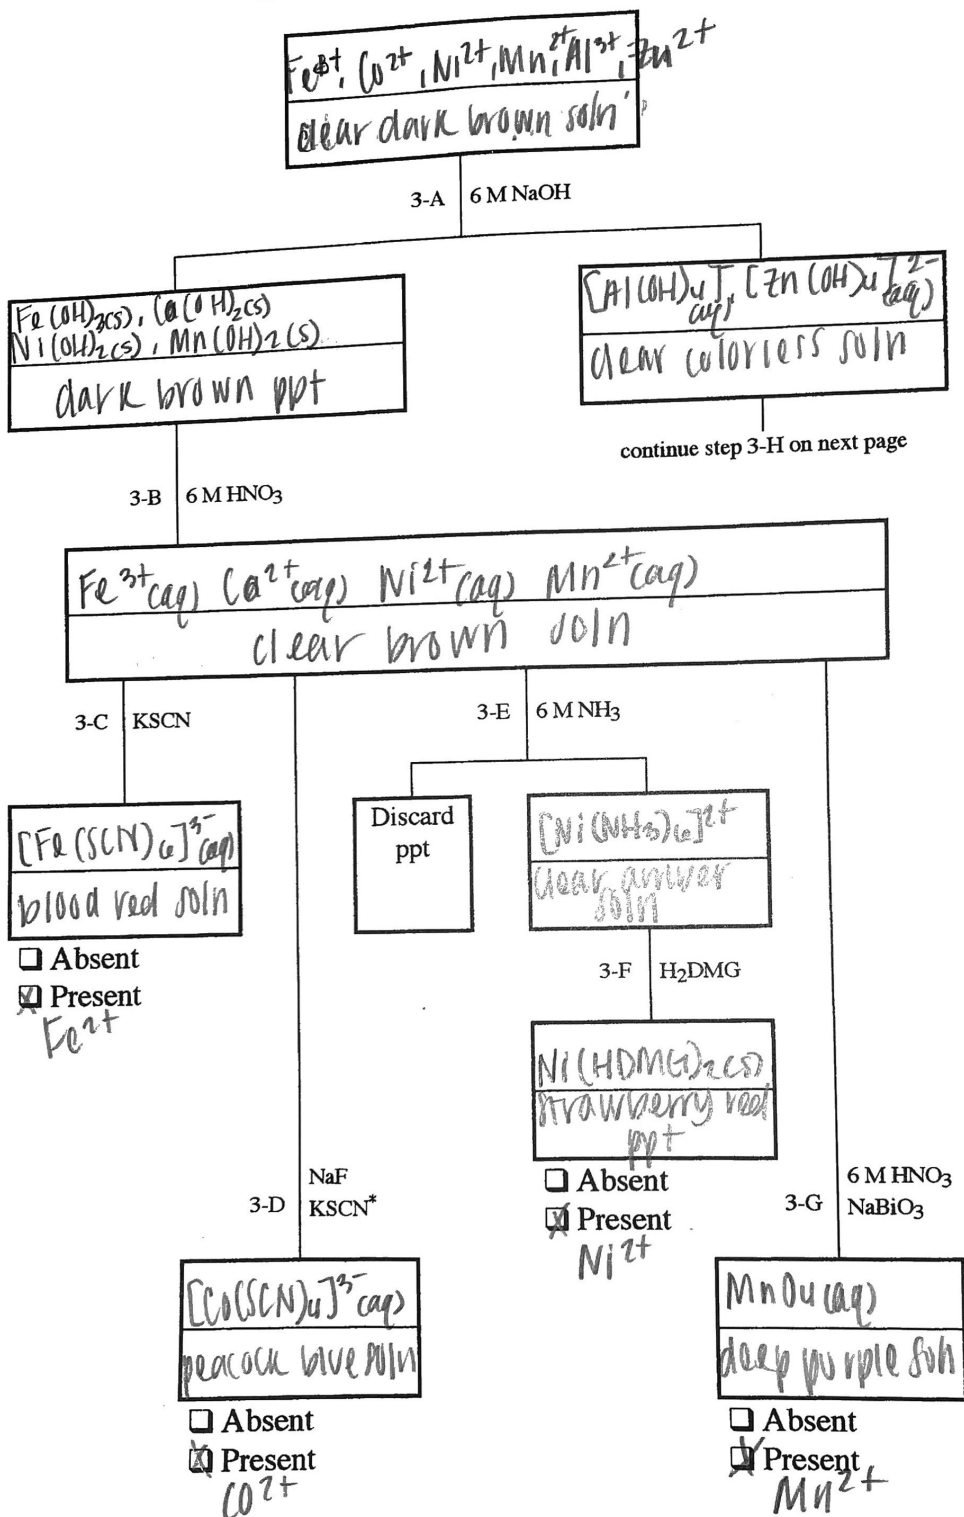 Fe³⁺, Co²⁺, Ni²⁺, Mn²⁺, Al³⁺, Zn²⁺
clear dark brown soln
3-A 6 M NaOH
Fe(OH)₃(s), Co(OH)₂(s)
Ni(OH)₂(s), Mn(OH)₂(s)
dark brown ppt
[Al(OH)₄]⁻(aq), [Zn(OH)₄]²⁻(aq)
clear colorless soln
continue step 3-H on next page
3-B 6 M HNO₃
Fe³⁺(aq) Co²⁺(aq) Ni²⁺(aq) Mn²⁺(aq)
clear brown soln
3-C KSCN
3-E 6 M NH₃
[Fe(SCN)₆]³⁻(aq)
blood red soln
☐ Absent
☒ Present
Fe²⁺
Discard
ppt
[Ni(NH₃)₆]²⁺
clear
soln
3-F H₂DMG
Ni(HDMG)₂(s)
strawberry red
ppt
☐ Absent
☒ Present
Ni²⁺
NaF
3-D KSCN*
[Co(SCN)₄]³⁻(aq)
peacock blue soln
☐ Absent
☒ Present
CO²⁺
6 M HNO₃
3-G NaBiO₃
MnO₄(aq)
deep purple soln
☐ Absent
☒ Present
Mn²⁺